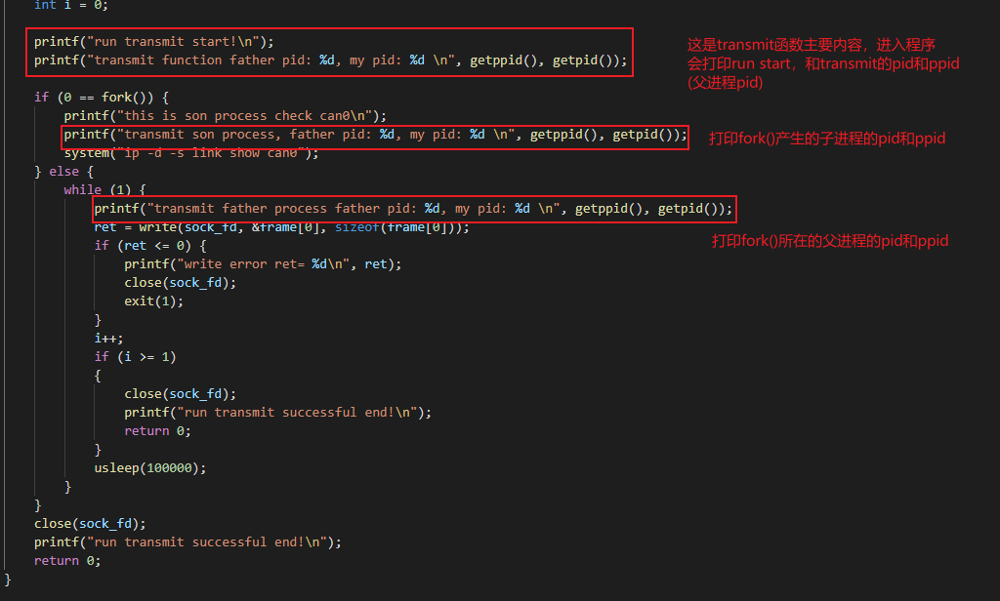 int i = 0;
printf("run transmit start!\n");
printf("transmit function father pid: %d, my pid: %d \n", getppid(), getpid());
这是transmit函数主要内容，进入程序
会打印run start，和transmit的pid和ppid
(父进程pid)
if (0 == fork()) {
printf("this is son process check can0\n");
printf("transmit son process, father pid: %d, my pid: %d \n", getppid(), getpid());
打印fork()产生的子进程的pid和ppid
system("ip -d -s link show can0");
} else {
while (1) {
printf("transmit father process father pid: %d, my pid: %d \n", getppid(), getpid());
打印fork()所在的父进程的pid和ppid
ret = write(sock_fd, &frame[0], sizeof(frame[0]));
if (ret <= 0) {
printf("write error ret= %d\n", ret);
close(sock_fd);
exit(1);
}
i++;
if (i >= 1)
{
close(sock_fd);
printf("run transmit successful end!\n");
return 0;
}
usleep(100000);
}
}
close(sock_fd);
printf("run transmit successful end!\n");
return 0;
}